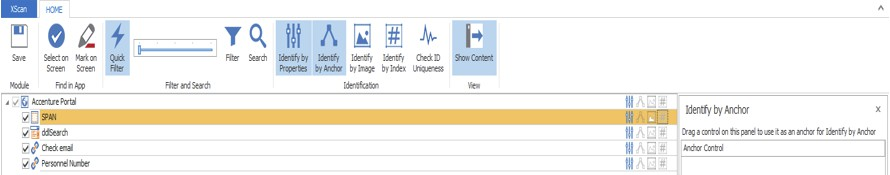 XScan HOME
Save Select on Screen Mark on Screen Quick Filter Filter Search Identify by Properties Identify by Anchor Identify by Image Identify by Index Check ID Uniqueness Show Content
Module Find in App Filter and Search Identification View
Accenture Portal
SPAN
ddlSearch
Check email
Personnel Number
Identify by Anchor x
Drag a control on this panel to use it as an anchor for Identify by Anchor
Anchor Control